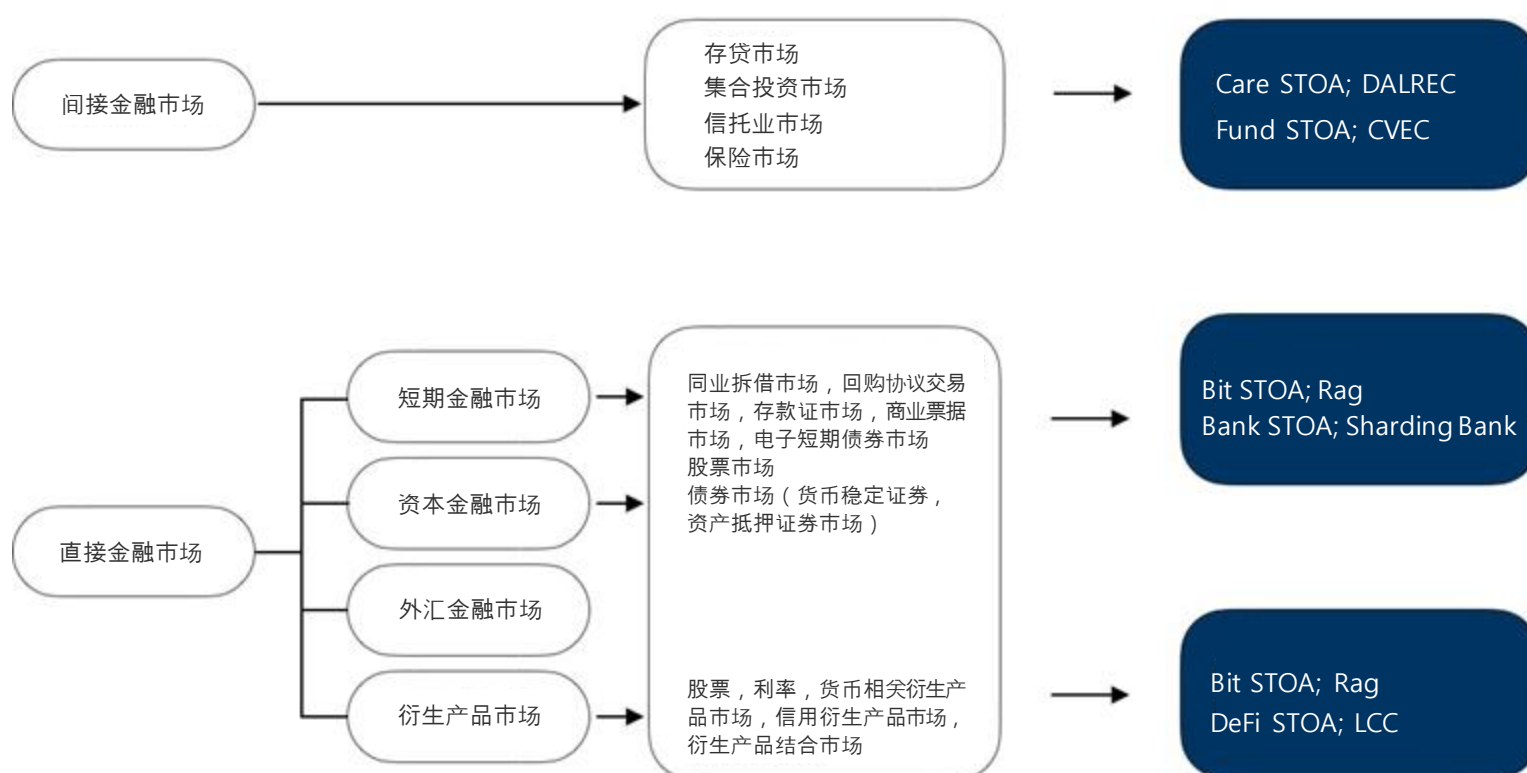 间接金融市场
存贷市场
集合投资市场
信托业市场
保险市场
Care STOA; DALREC
Fund STOA; CVEC
直接金融市场
短期金融市场
资本金融市场
外汇金融市场
衍生产品市场
同业拆借市场，回购协议交易
市场，存款证市场，商业票据
市场，电子短期债券市场
股票市场
债券市场（货币稳定证券，
资产抵押证券市场）
股票，利率，货币相关衍生产
品市场，信用衍生产品市场，
衍生产品结合市场
Bit STOA; Rag
Bank STOA; Sharding Bank
Bit STOA; Rag
DeFi STOA; LCC